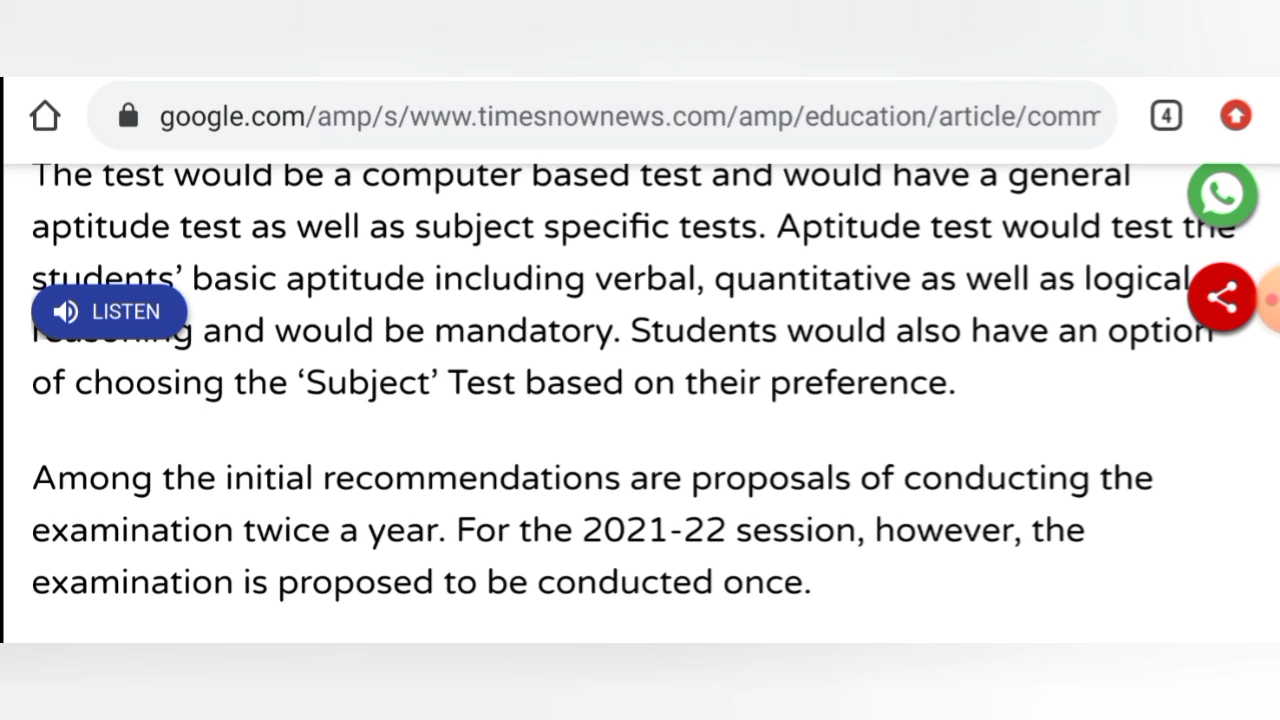 google.com/amp/s/www.timesnownews.com/amp/education/article/comm
4
The test would be a computer based test and would have a general
aptitude test as well as subject specific tests. Aptitude test would test the
students’ basic aptitude including verbal, quantitative as well as logical
LISTEN
and would be mandatory. Students would also have an option
of choosing the ‘Subject’ Test based on their preference.
Among the initial recommendations are proposals of conducting the
examination twice a year. For the 2021-22 session, however, the
examination is proposed to be conducted once.